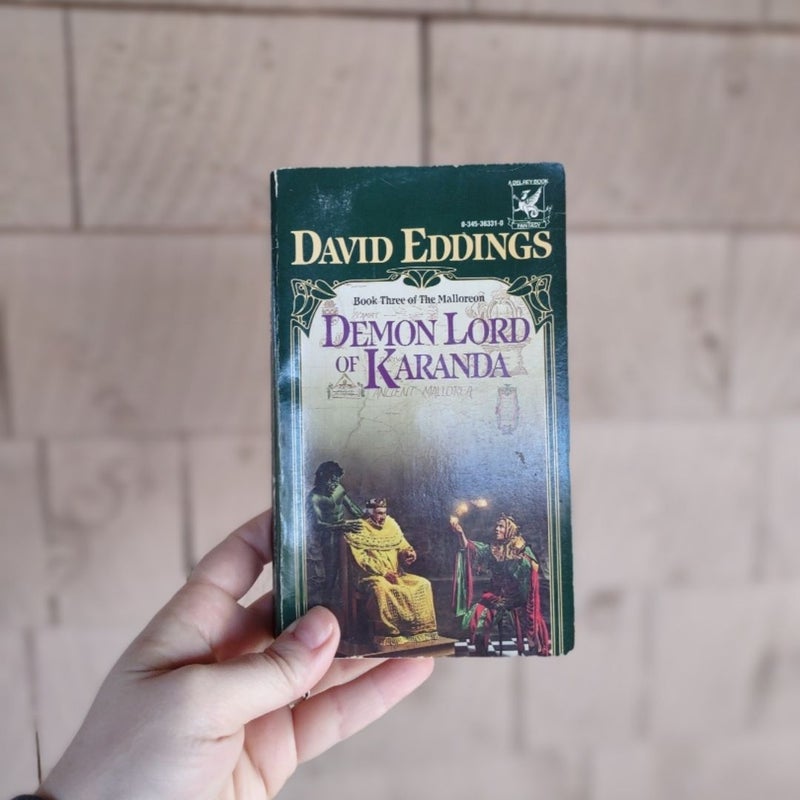 A DEL REY BOOK
FANTASY
0-345-36331-0
DAVID EDDINGS
Book Three of The Malloreon
DEMON LORD
OF KARANDA
ANCIENT MALLOREA